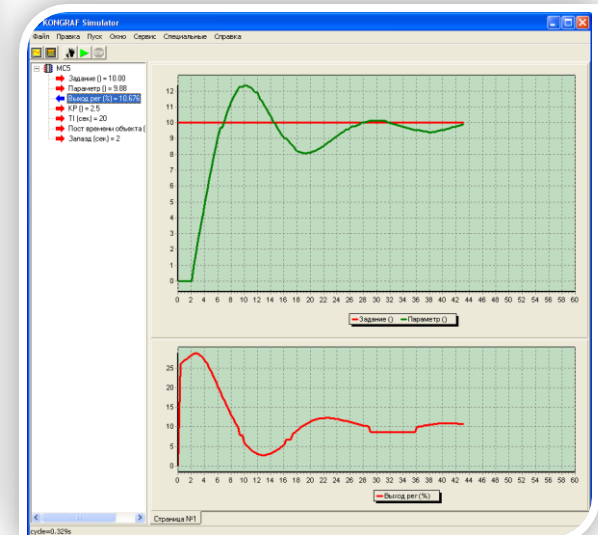 KONGRAF Simulator
Файл Правка Пуск Окно Сервис Специальные Справка
МС5
Задание () = 10.00
Параметр () = 9.88
Выход рег (%) = 10.676
КР () = 2.5
TI (сек) = 20
Пост времени объекта (
Запазд (сек) = 2
12
11
10
9
8
7
6
5
4
3
2
1
0
0 2 4 6 8 10 12 14 16 18 20 22 24 26 28 30 32 34 36 38 40 42 44 46 48 50 52 54 56 58 60
Задание () Параметр ()
25
20
15
10
5
0
0 2 4 6 8 10 12 14 16 18 20 22 24 26 28 30 32 34 36 38 40 42 44 46 48 50 52 54 56 58 60
Выход рег (%)
Страница №1
cycle=0.329s